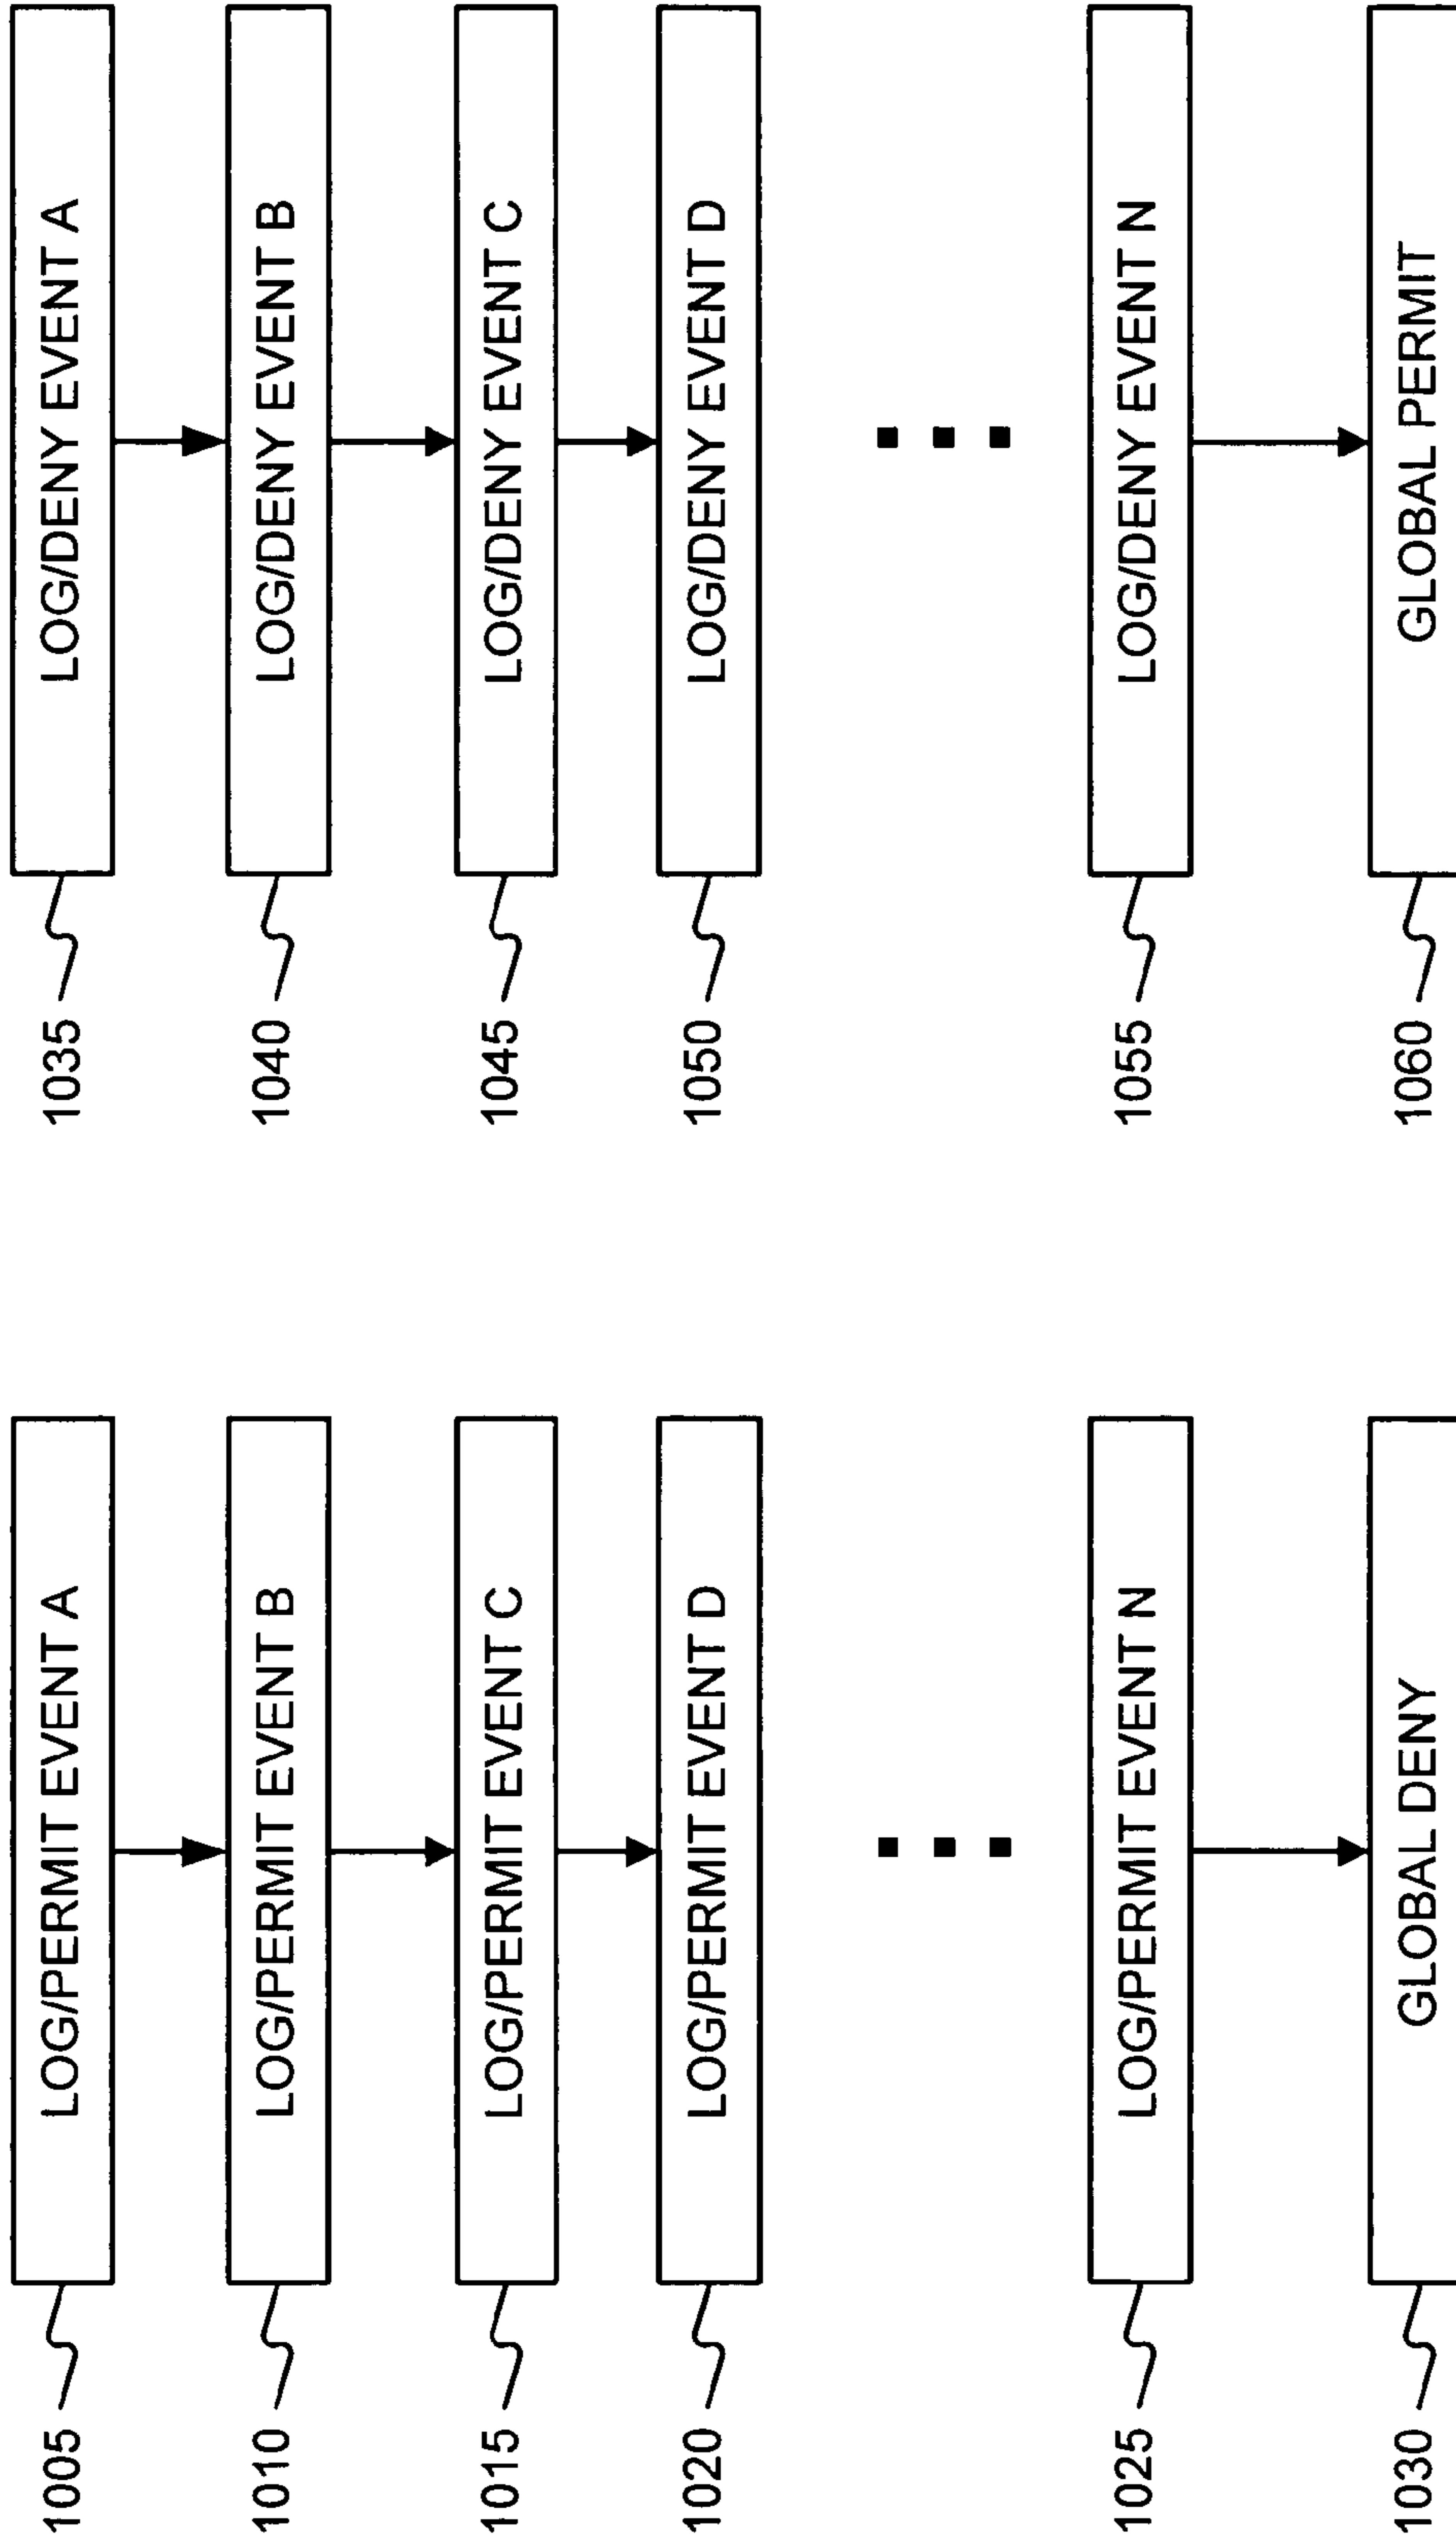 1005
LOG/PERMIT EVENT A
1010
LOG/PERMIT EVENT B
1015
LOG/PERMIT EVENT C
1020
LOG/PERMIT EVENT D
1025
LOG/PERMIT EVENT N
1030
GLOBAL DENY
1035
LOG/DENY EVENT A
1040
LOG/DENY EVENT B
1045
LOG/DENY EVENT C
1050
LOG/DENY EVENT D
1055
LOG/DENY EVENT N
1060
GLOBAL PERMIT